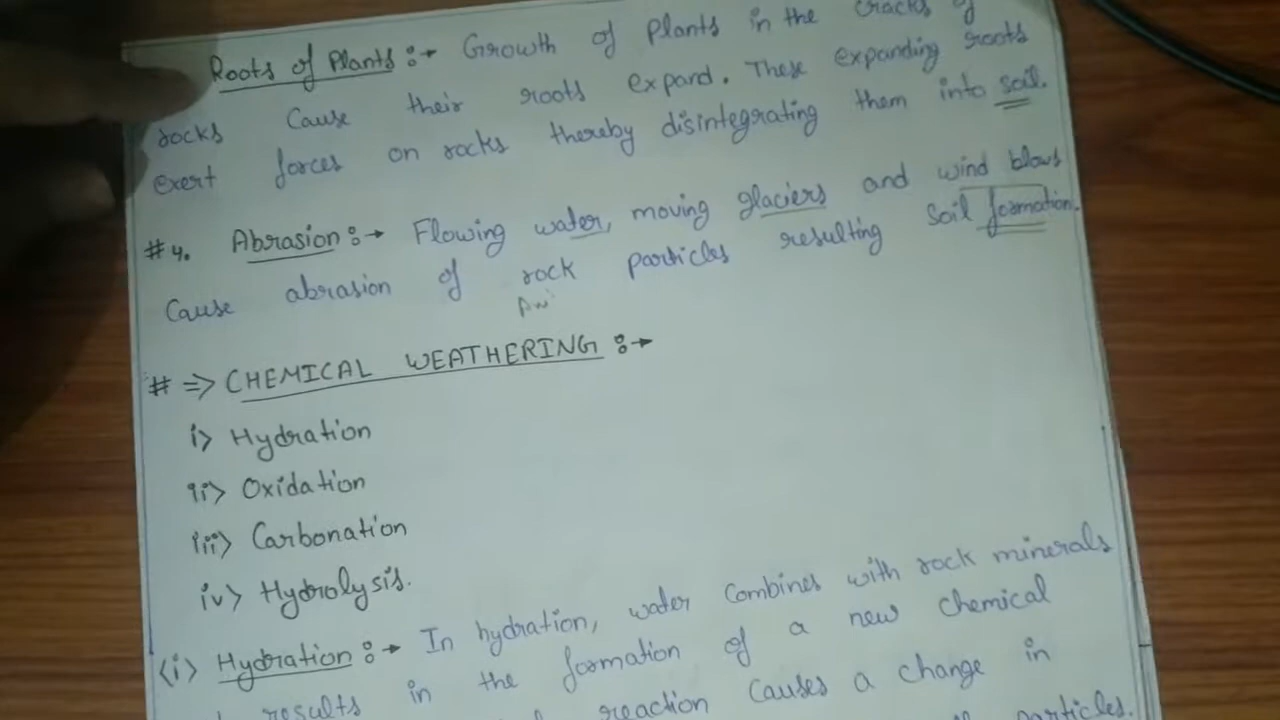 Roots of Plants :→ Growth of Plants in the cracks of
rocks Cause their roots expand. These expanding roots
exert forces on rocks thereby disintegrating them into soil.
#4. Abrasion :→ Flowing water, moving glaciers and wind blows
Cause abrasion of rock particles resulting soil formation.
# => CHEMICAL WEATHERING :→
i> Hydration
ii> Oxidation
iii> Carbonation
iv> Hydrolysis.
<i> Hydration :→ In hydration, water combines with rock minerals
results in the formation of a new chemical
reaction causes a change in
particles.